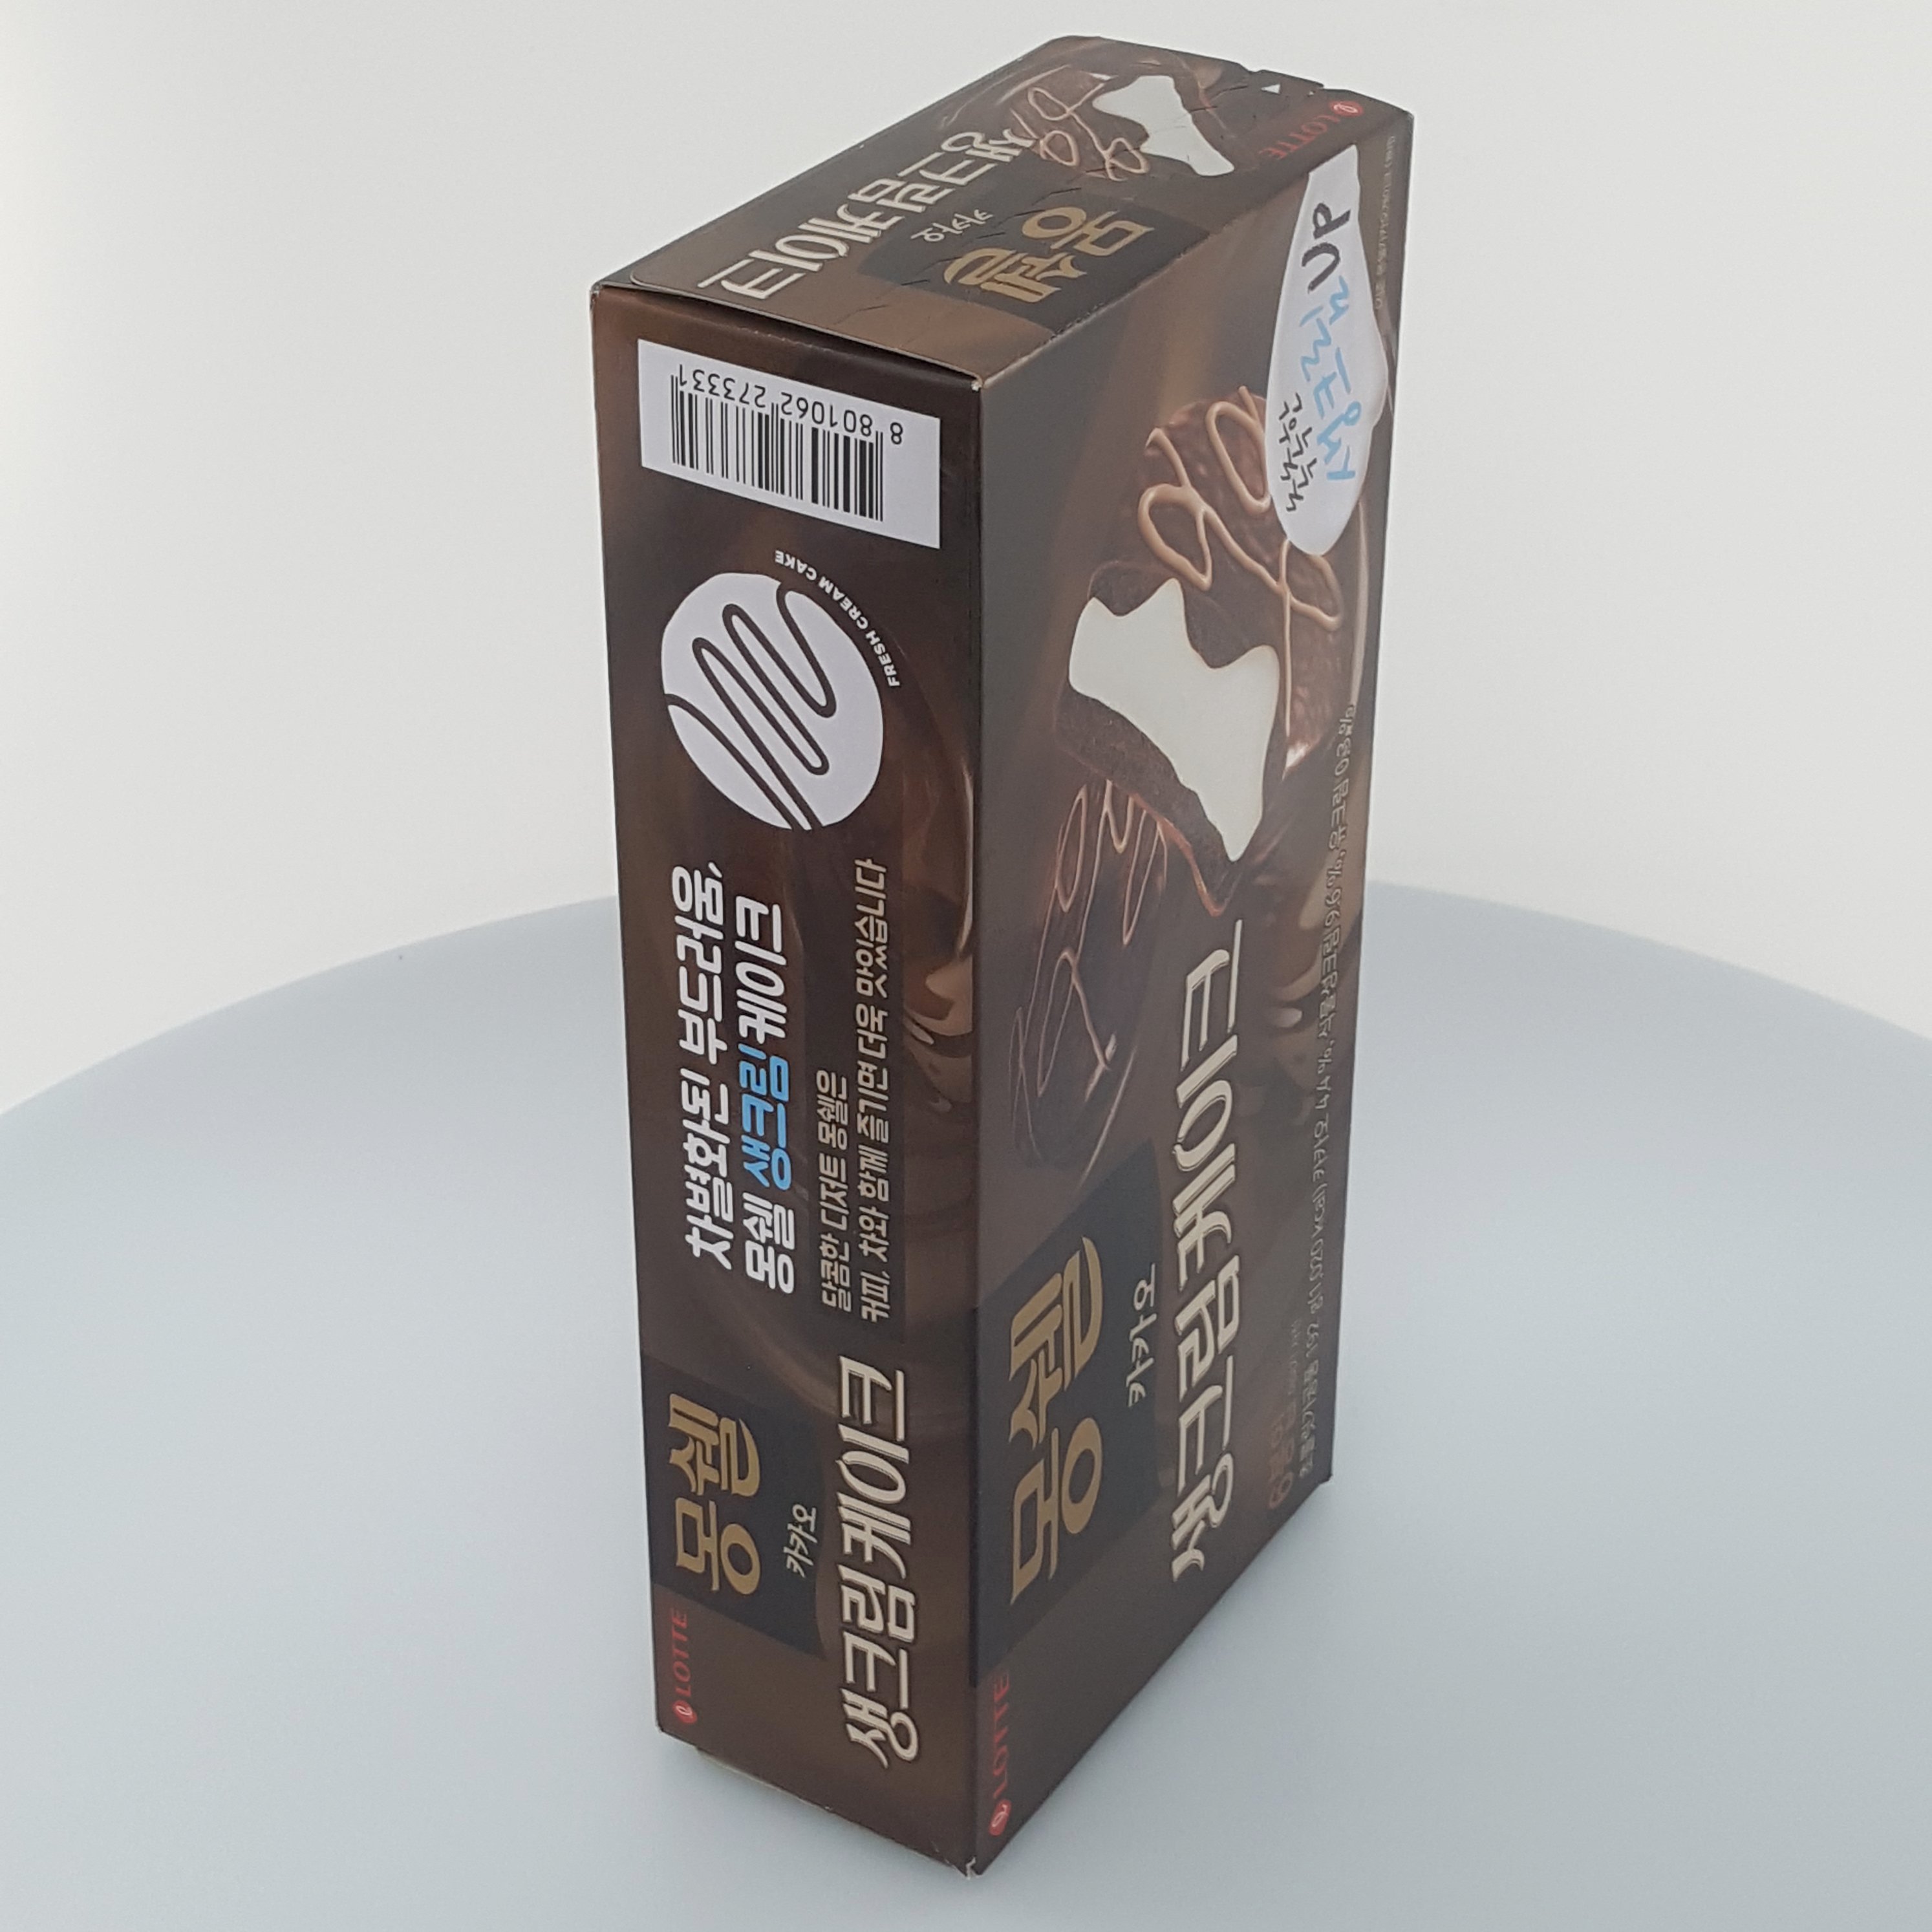 생크림케이크
카카오
몽쉘
LOTTE
8 801062 273331
FRESH CREAM CAKE
차별화된 부드러움,
몽쉘 생크림케이크
달콤한 디저트 몽쉘은
커피, 차와 함께 즐기면 더욱 맛있습니다
몽쉘
카카오
생크림케이크
LOTTE
생크림
UP
몽쉘
카카오
생크림케이크
LOTTE